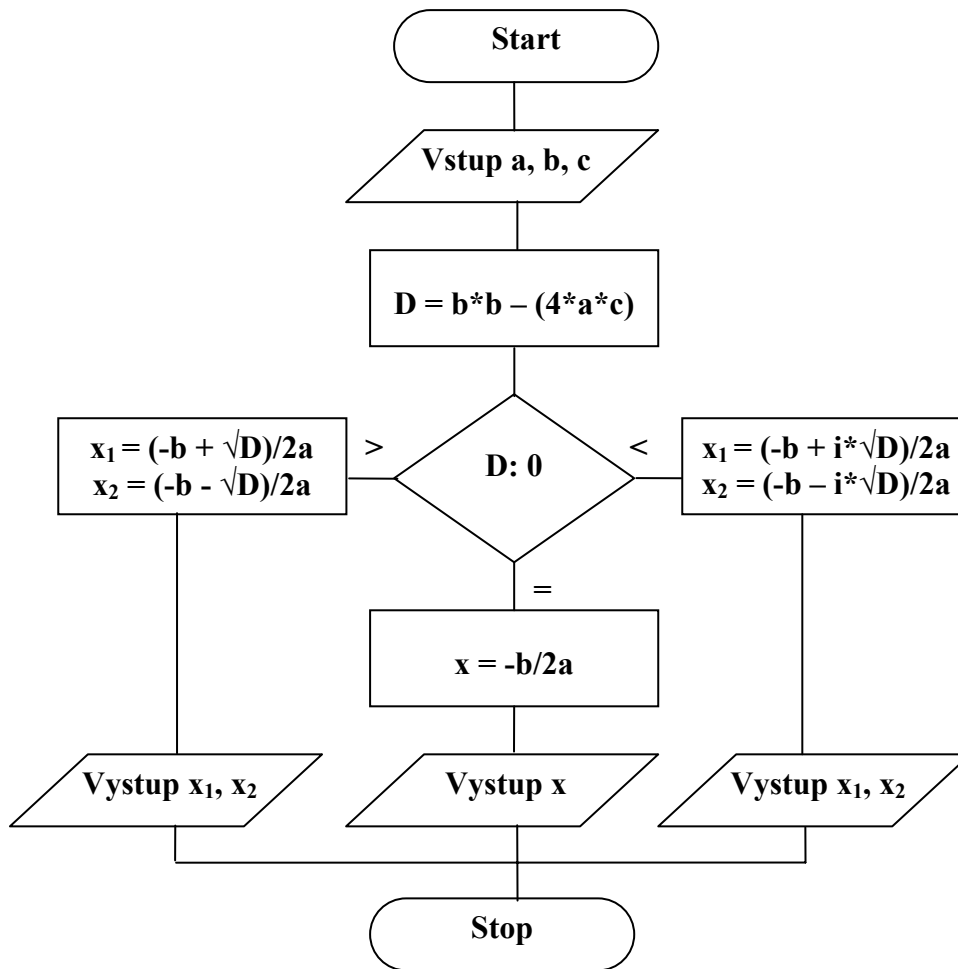 Start
Vstup a, b, c
D = b*b – (4*a*c)
x₁ = (-b + √D)/2a
x₂ = (-b - √D)/2a
>
D: 0
<
x₁ = (-b + i*√D)/2a
x₂ = (-b – i*√D)/2a
=
x = -b/2a
Vystup x₁, x₂
Vystup x
Vystup x₁, x₂
Stop